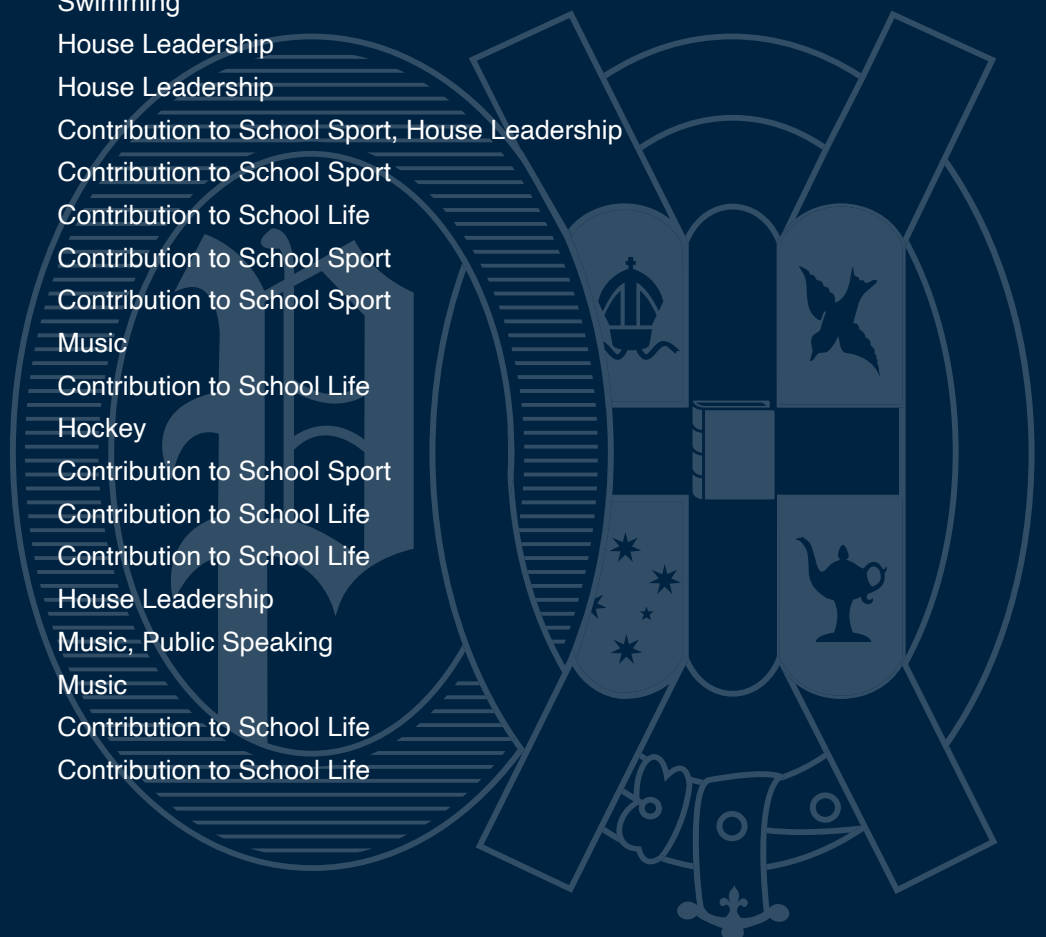 Swimming
House Leadership
House Leadership
Contribution to School Sport, House Leadership
Contribution to School Sport
Contribution to School Life
Contribution to School Sport
Contribution to School Sport
Music
Contribution to School Life
Hockey
Contribution to School Sport
Contribution to School Life
Contribution to School Life
House Leadership
Music, Public Speaking
Music
Contribution to School Life
Contribution to School Life